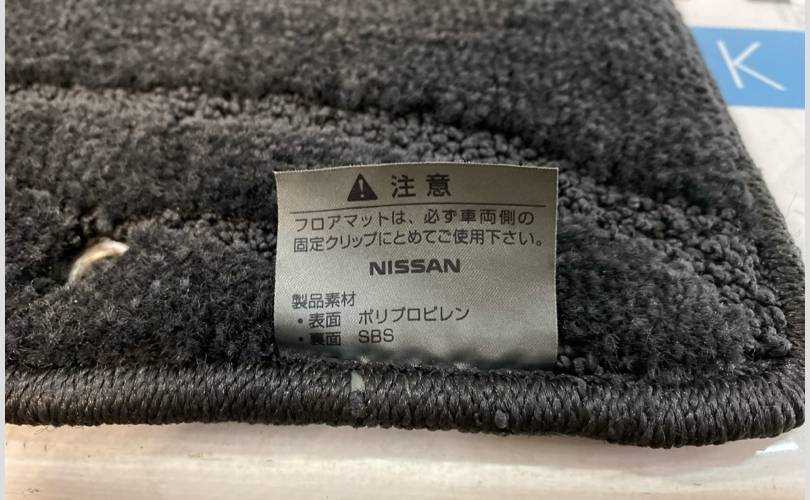 K
注意
フロアマットは、必ず車両側の
固定クリップにとめてご使用下さい。
NISSAN
製品素材
・表面 ポリプロピレン
・裏面 SBS